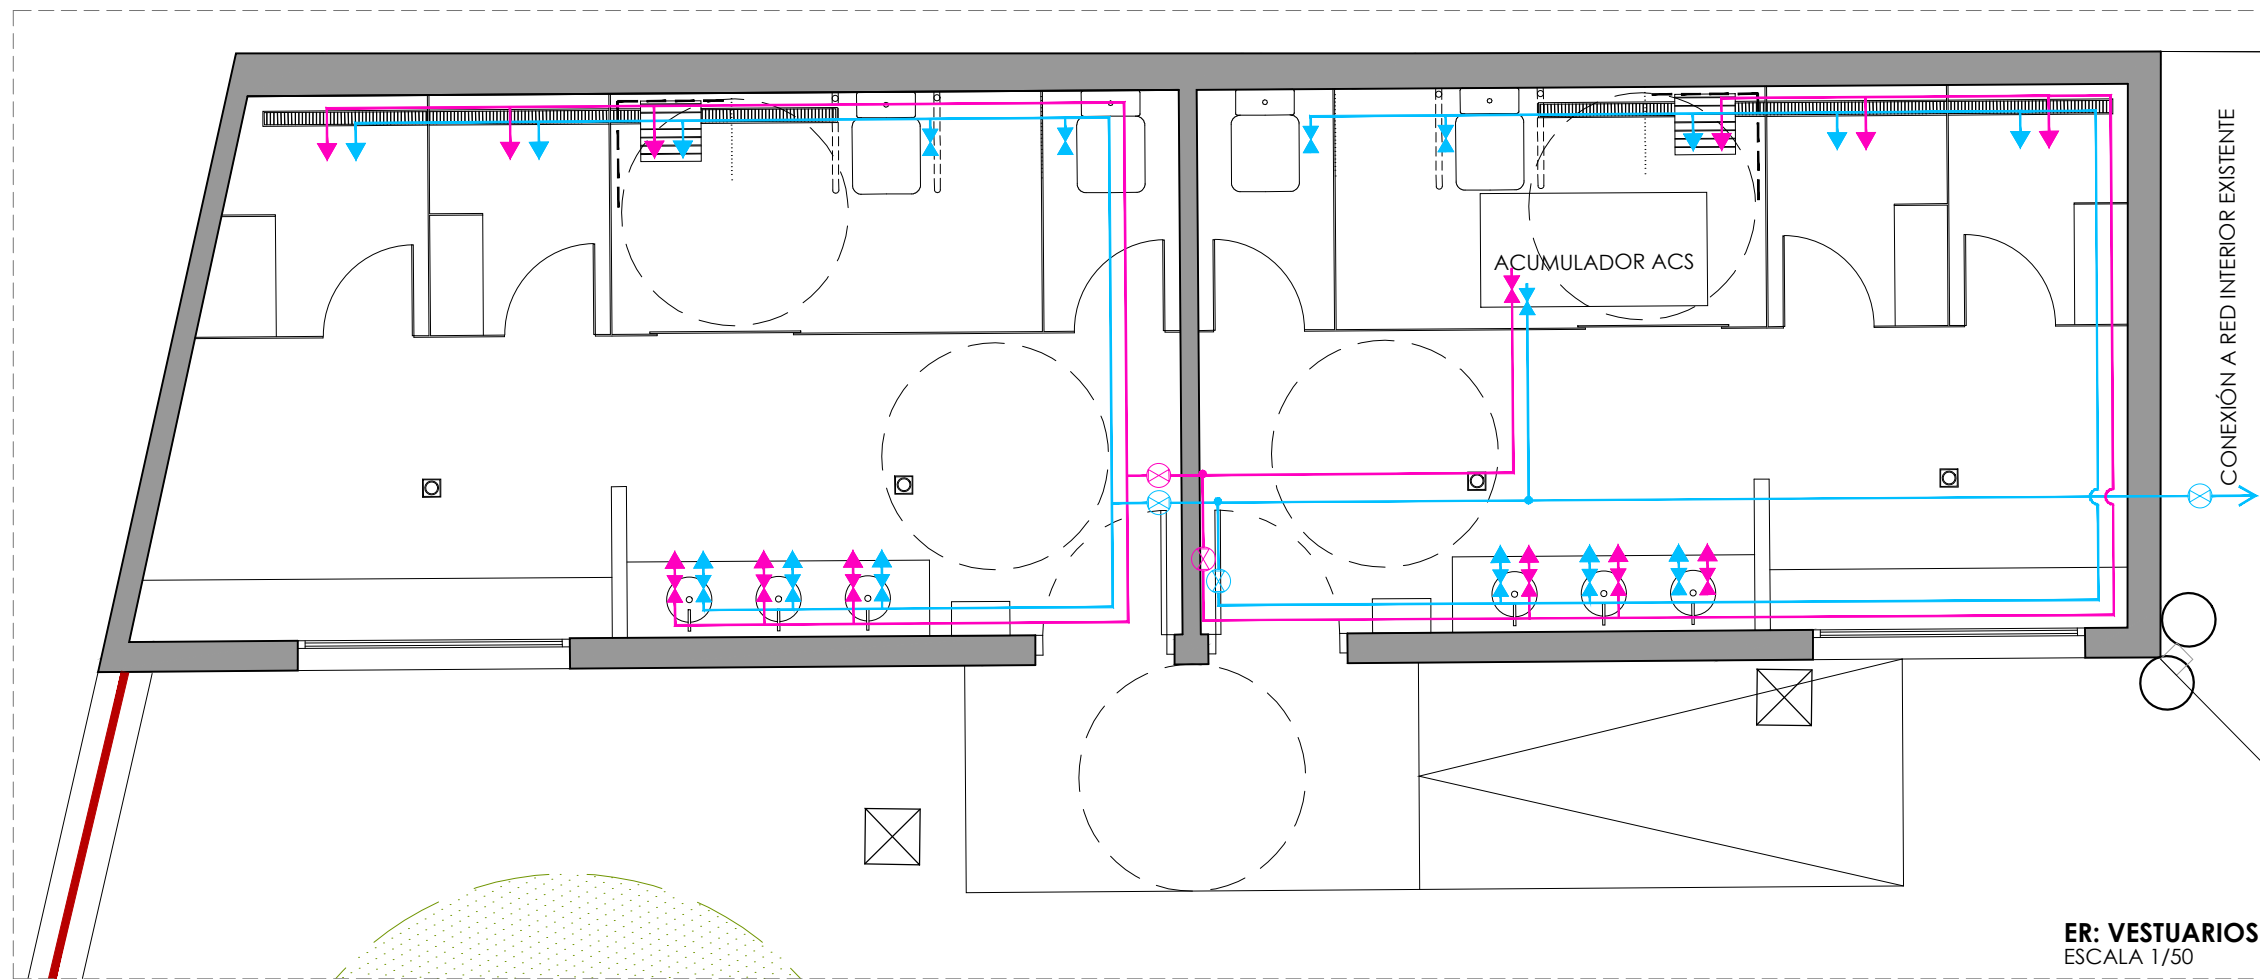 ACUMULADOR ACS
CONEXIÓN A RED INTERIOR EXISTENTE
ER: VESTUARIOS
ESCALA 1/50